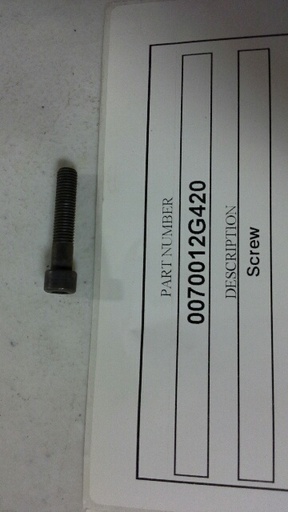 PART NUMBER
0070012G420
DESCRIPTION
Screw